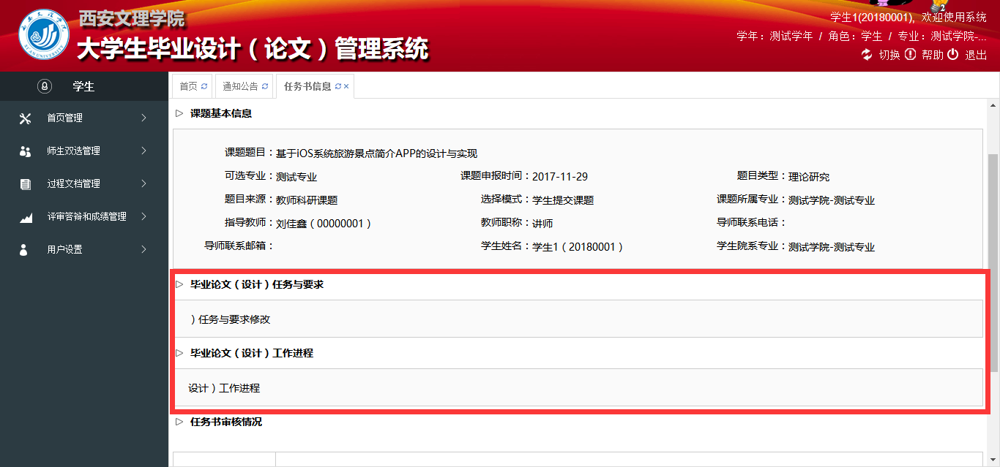 西安文理学院
大学生毕业设计（论文）管理系统
学生1(20180001), 欢迎使用系统
学年：测试学年 / 角色：学生 / 专业：测试学院-...
切换 帮助 退出
学生
首页管理
师生双选管理
过程文档管理
评审答辩和成绩管理
用户设置
首页 通知公告 任务书信息
课题基本信息
课题题目：基于iOS系统旅游景点简介APP的设计与实现
可选专业：测试专业 课题申报时间：2017-11-29 题目类型：理论研究
题目来源：教师科研课题 选择模式：学生提交课题 课题所属专业：测试学院-测试专业
指导教师：刘佳鑫（00000001） 教师职称：讲师 导师联系电话：
导师联系邮箱： 学生姓名：学生1（20180001） 学生院系专业：测试学院-测试专业
毕业论文（设计）任务与要求
）任务与要求修改
毕业论文（设计）工作进程
设计）工作进程
任务书审核情况